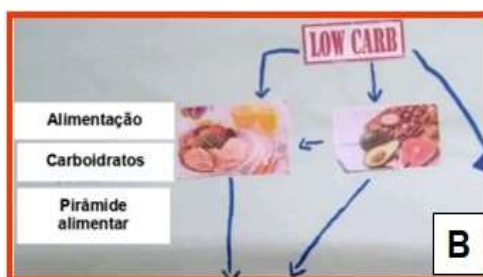 LOW CARB
Alimentação
Carboidratos
Pirâmide
alimentar
B